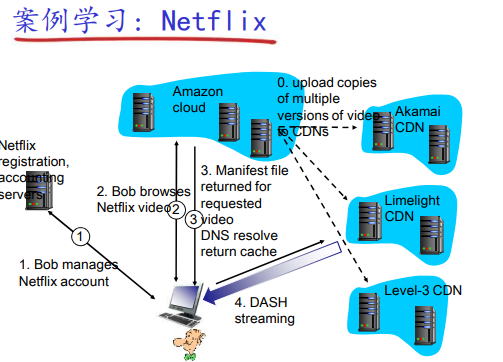 案例学习：Netflix
Amazon
cloud
0. upload copies
of multiple
versions of video
to CDNs
Akamai
CDN
Netflix
registration,
accounting
servers
2. Bob browses
Netflix video
2
3
3. Manifest file
returned for
requested
video
DNS resolve
return cache
Limelight
CDN
1
1. Bob manages
Netflix account
4. DASH
streaming
Level-3 CDN